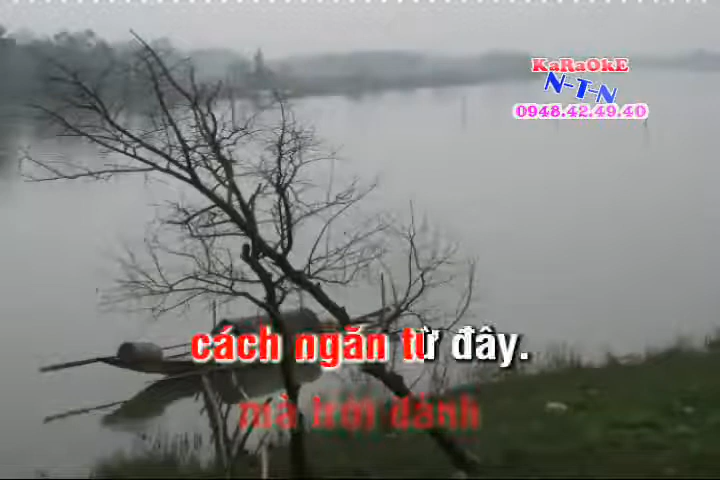 KaRaOkE
N-T-N
0948.42.49.40
cách ngăn từ đây.
mà trời đành